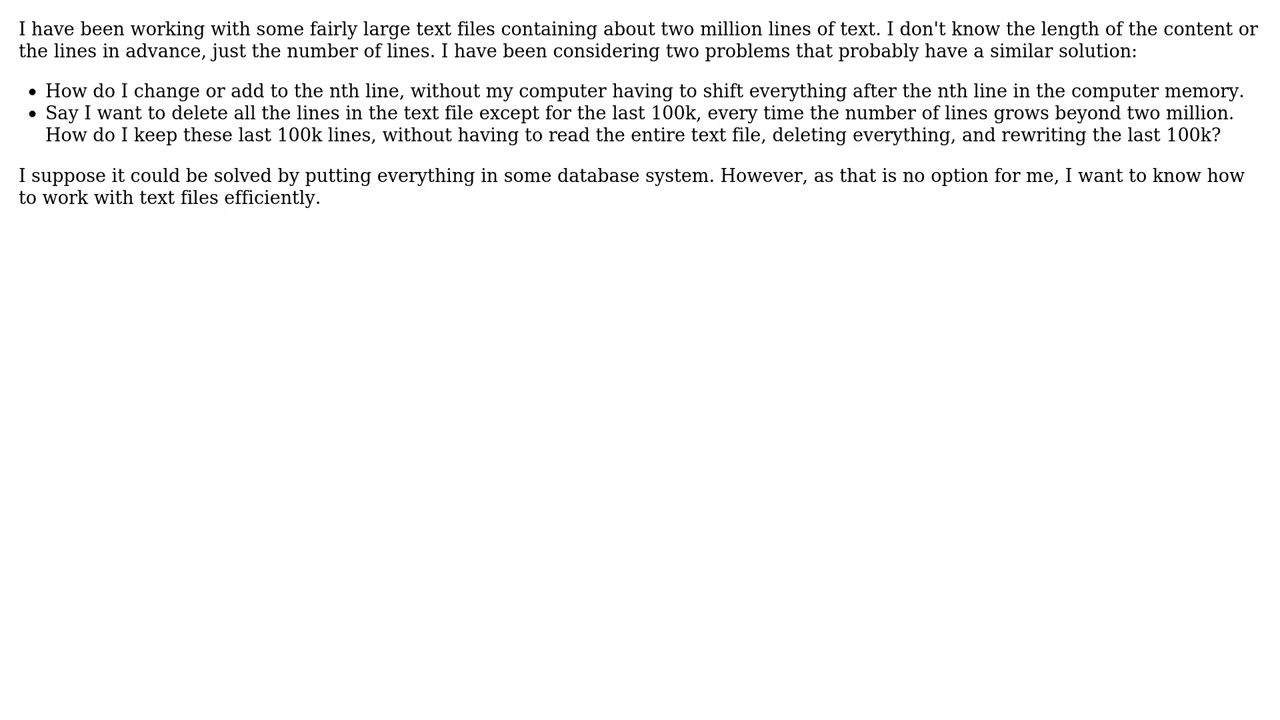 I have been working with some fairly large text files containing about two million lines of text. I don't know the length of the content or
the lines in advance, just the number of lines. I have been considering two problems that probably have a similar solution:
• How do I change or add to the nth line, without my computer having to shift everything after the nth line in the computer memory.
• Say I want to delete all the lines in the text file except for the last 100k, every time the number of lines grows beyond two million.
How do I keep these last 100k lines, without having to read the entire text file, deleting everything, and rewriting the last 100k?
I suppose it could be solved by putting everything in some database system. However, as that is no option for me, I want to know how
to work with text files efficiently.